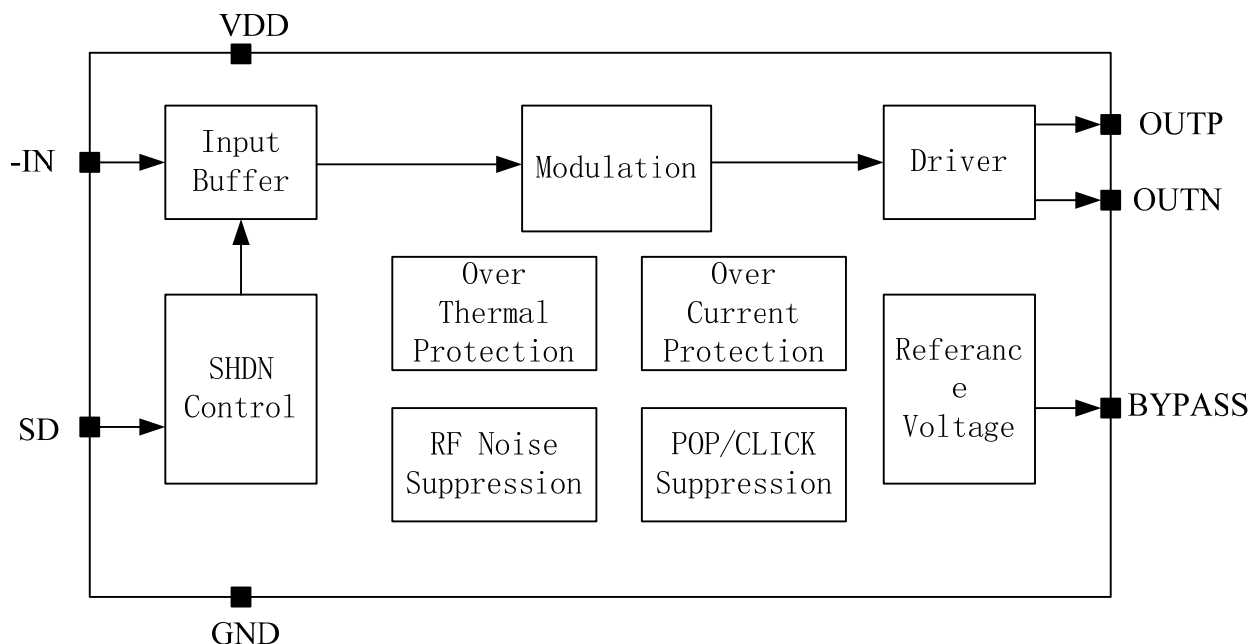 VDD
-IN
Input
Buffer
Modulation
Driver
OUTP
OUTN
Over
Thermal
Protection
Over
Current
Protection
SHDN
Control
Referanc
e
Voltage
SD
BYPASS
RF Noise
Suppression
POP/CLICK
Suppression
GND